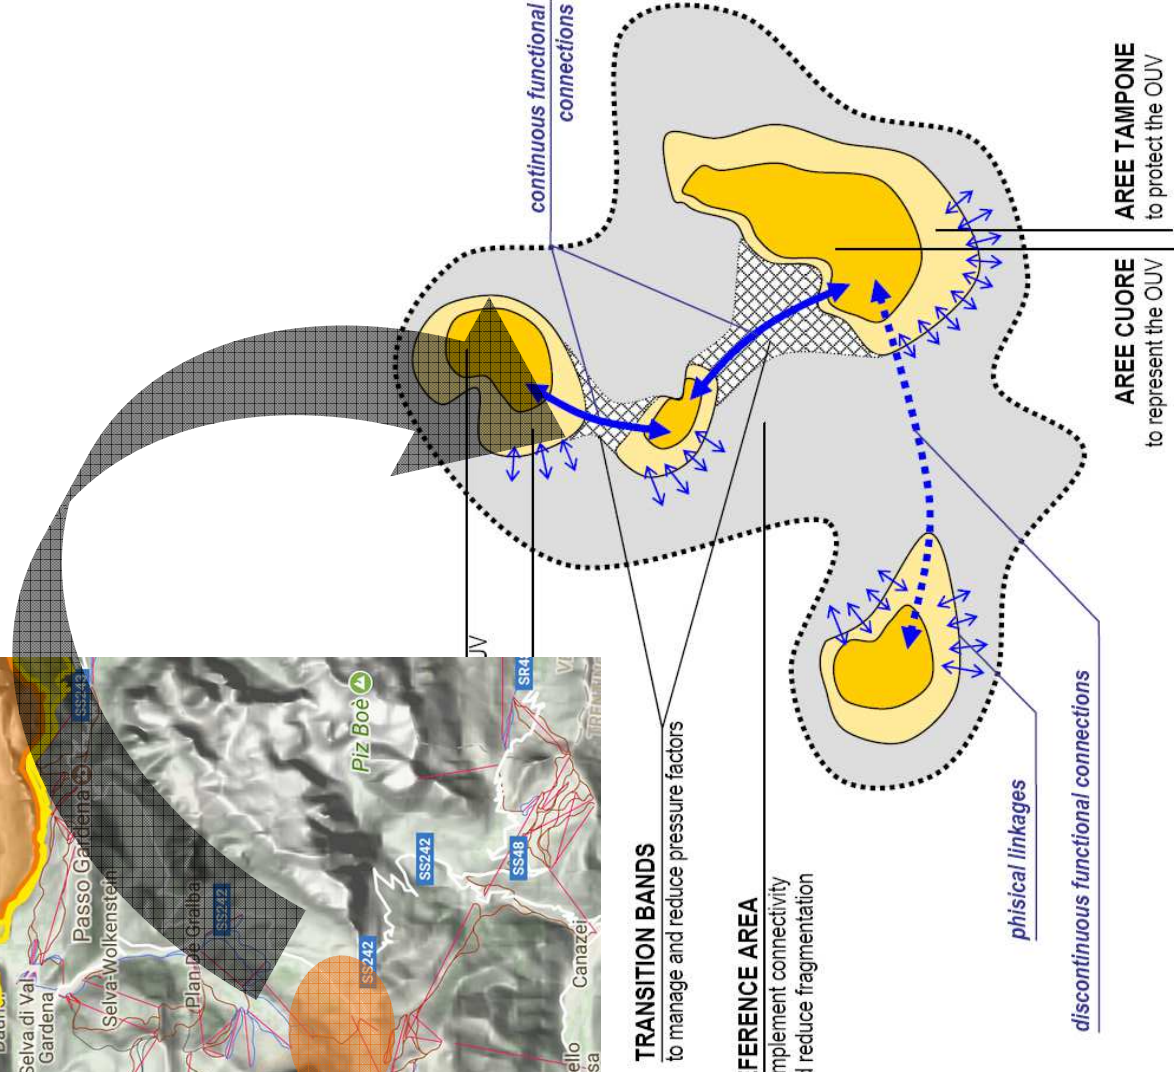 continuous functional
connections
AREE TAMPONE
to protect the OUV
AREE CUORE
to represent the OUV
UV
TRANSITION BANDS
to manage and reduce pressure factors
FERENCE AREA
mplement connectivity
d reduce fragmentation
phisical linkages
discontinuous functional connections
SS243
Passo Gardena
Selva-Wolkenstein
Plan De Gralba
SS242
Selva di Val
Gardena
Piz Boè
SS242
SS242
SS48
SR4
Canazei